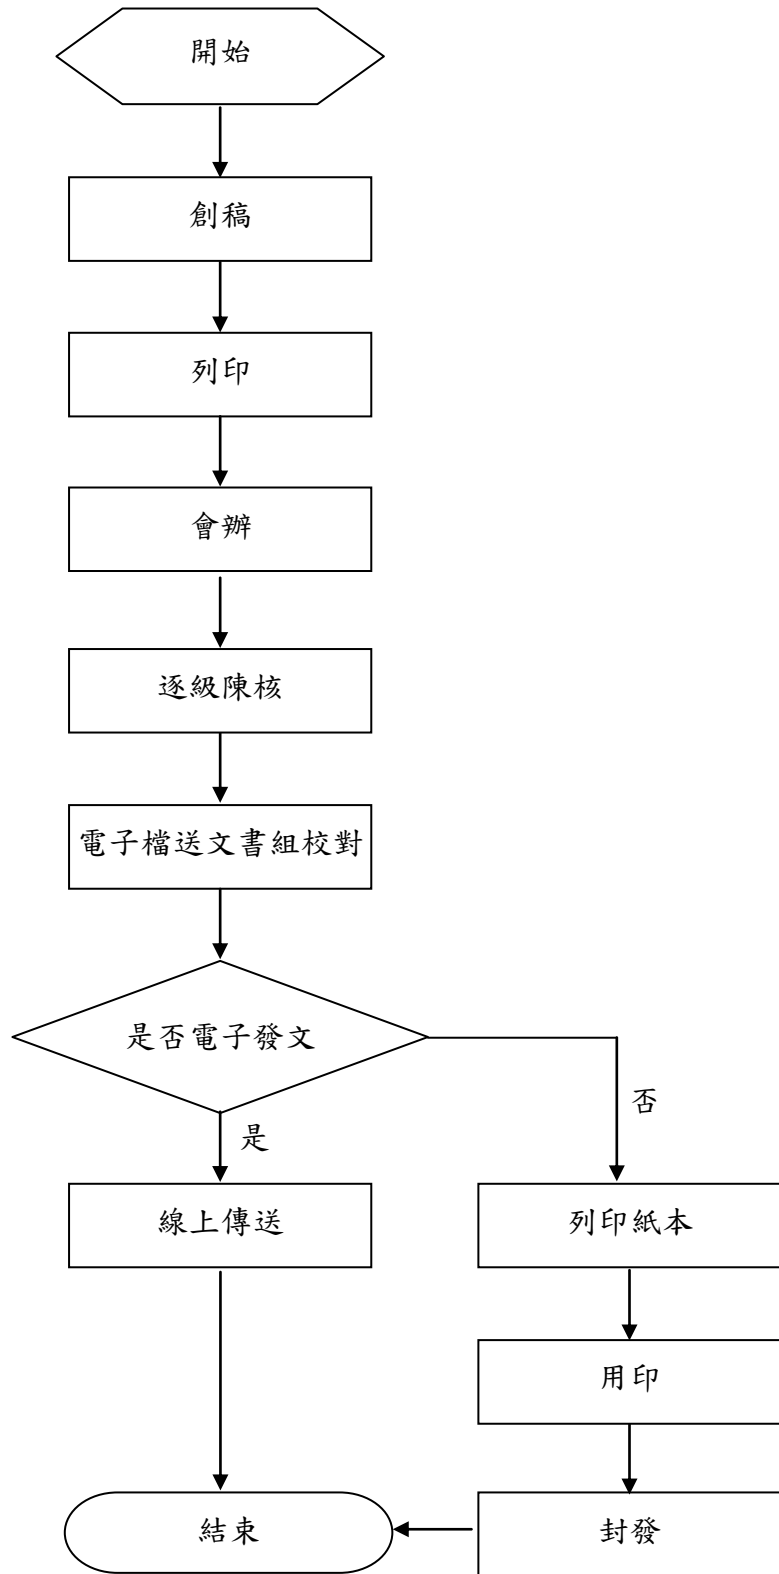 開始
創稿
列印
會辦
逐級陳核
電子檔送文書組校對
是否電子發文
否
是
線上傳送
列印紙本
用印
封發
結束